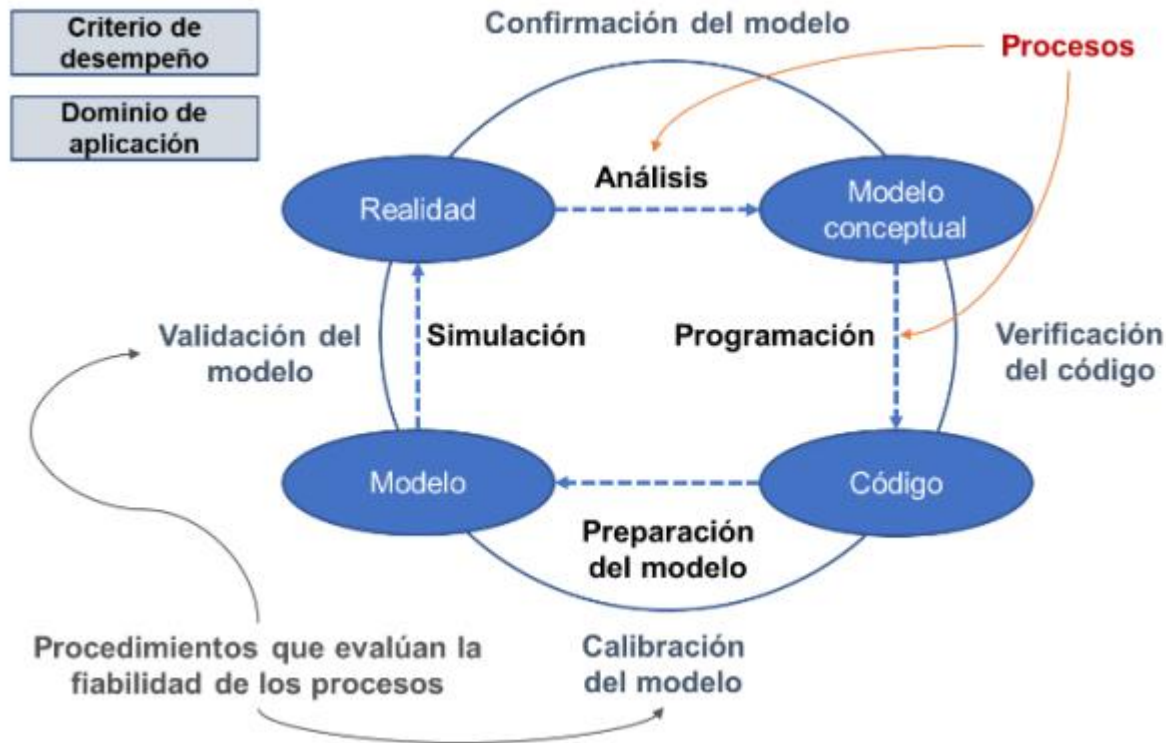 Criterio de
desempeño
Dominio de
aplicación
Confirmación del modelo
Procesos
Análisis
Realidad
Modelo
conceptual
Validación del
modelo
Simulación
Programación
Verificación
del código
Modelo
Código
Preparación
del modelo
Procedimientos que evalúan la
fiabilidad de los procesos
Calibración
del modelo